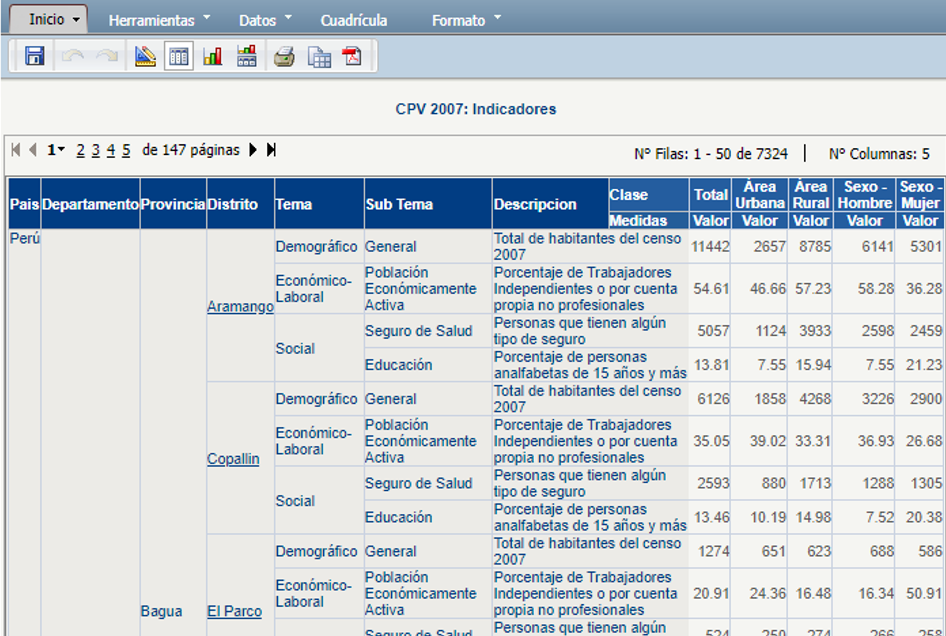 Inicio Herramientas Datos Cuadrícula Formato
CPV 2007: Indicadores
1 2 3 4 5 de 147 páginas N° Filas: 1 - 50 de 7324 | N° Columnas: 5
Pais Departamento Provincia Distrito Tema Sub Tema Descripcion Clase Total Área Urbana Área Rural Sexo - Hombre Sexo - Mujer
Medidas Valor Valor Valor Valor Valor
Perú
Bagua
Aramango
Demográfico General Total de habitantes del censo 2007 11442 2657 8785 6141 5301
Económico-Laboral Población Económicamente Activa Porcentaje de Trabajadores Independientes o por cuenta propia no profesionales 54.61 46.66 57.23 58.28 36.28
Social Seguro de Salud Personas que tienen algún tipo de seguro 5057 1124 3933 2598 2459
Educación Porcentaje de personas analfabetas de 15 años y más 13.81 7.55 15.94 7.55 21.23
Copallin
Demográfico General Total de habitantes del censo 2007 6126 1858 4268 3226 2900
Económico-Laboral Población Económicamente Activa Porcentaje de Trabajadores Independientes o por cuenta propia no profesionales 35.05 39.02 33.31 36.93 26.68
Social Seguro de Salud Personas que tienen algún tipo de seguro 2593 880 1713 1288 1305
Educación Porcentaje de personas analfabetas de 15 años y más 13.46 10.19 14.98 7.52 20.38
El Parco
Demográfico General Total de habitantes del censo 2007 1274 651 623 688 586
Económico-Laboral Población Económicamente Activa Porcentaje de Trabajadores Independientes o por cuenta propia no profesionales 20.91 24.36 16.48 16.34 50.91
Seguro de Salud Personas que tienen algún 524 250 274 266 258